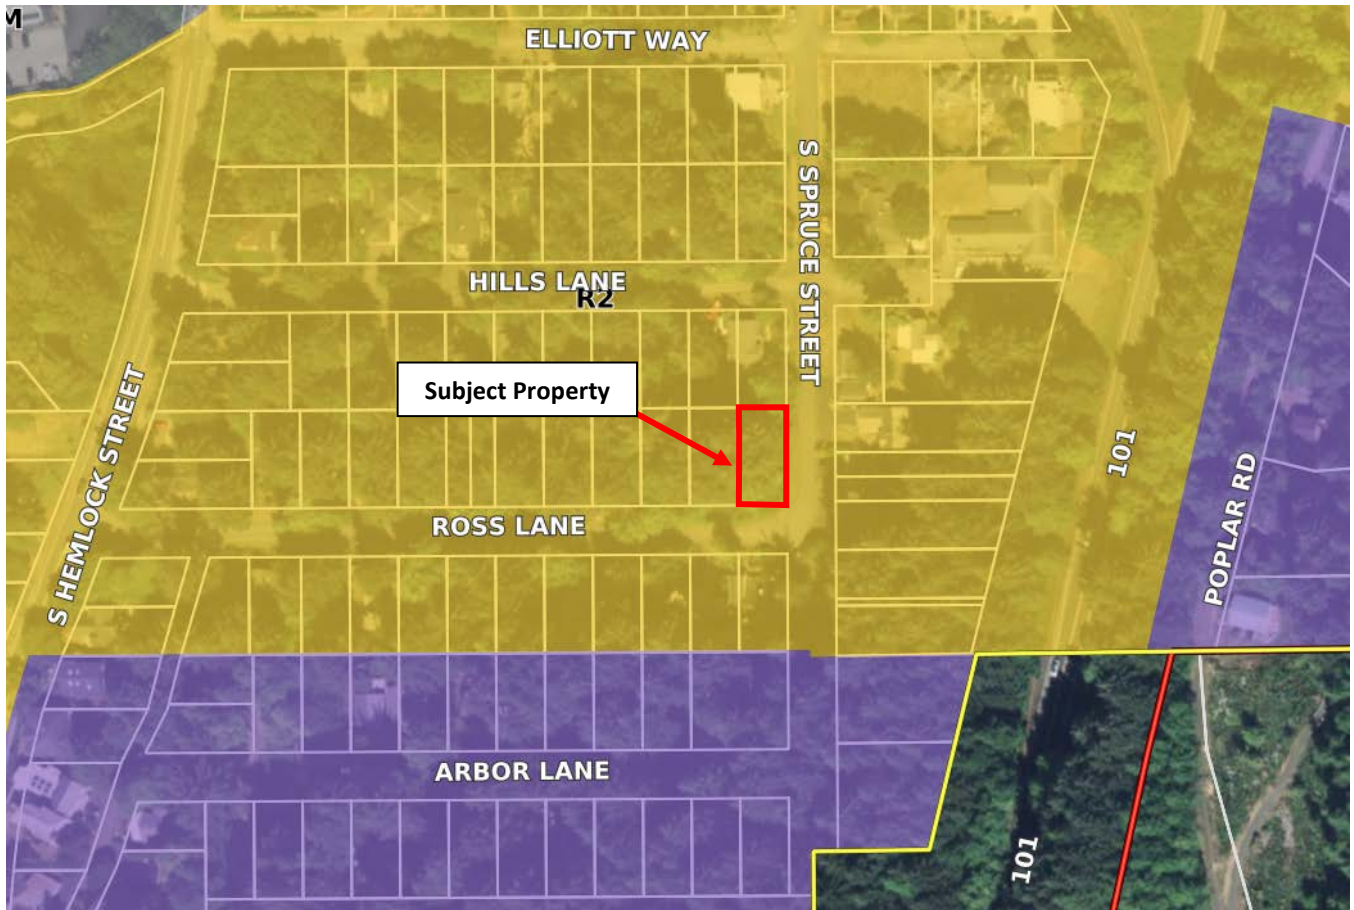 M
ELLIOTT WAY
S SPRUCE STREET
HILLS LANE
R2
Subject Property
S HEMLOCK STREET
101
POPLAR RD
ROSS LANE
ARBOR LANE
101